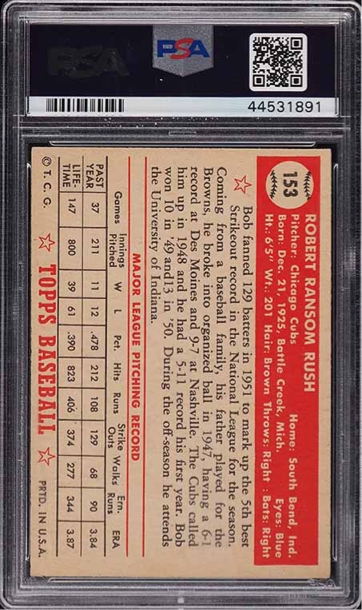 PSA
PSA
44531891
153
ROBERT RANSOM RUSH
Pitcher: Chicago Cubs Home: South Bend, Ind.
Born: Dec. 21, 1925, Battle Creek, Mich. Eyes: Blue
Ht.: 6'5" Wt.: 201 Hair: Brown Throws: Right Bats: Right
Bob fanned 129 batters in 1951 to mark up the 5th best
Strikeout record in the National League for the season.
Coming from a baseball family, his father played for the
Browns, he broke into organized ball in 1947, having a 6-1
record at Des Moines and 9-7 at Nashville. The Cubs called
him up in 1948 and he had a 5-11 record his first year. Bob
won 10 in '49 and 13 in '50. During the off-season he attends
the University of Indiana.
MAJOR LEAGUE PITCHING RECORD
Games Innings Pitched W L Pct. Hits Runs Strike Outs Walks Ern. Runs ERA
PAST YEAR 37 211 11 12 .478 212 108 129 68 90 3.84
LIFE-TIME 147 800 39 61 .390 823 406 374 277 344 3.87
© T. C. G. TOPPS BASEBALL PRTD. IN U.S.A.